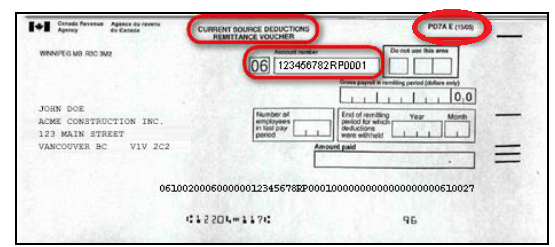 Canada Revenue Agency
Agence du revenu du Canada
CURRENT SOURCE DEDUCTIONS
REMITTANCE VOUCHER
PD7A E (13/05)
WINNIPEG MB R3C 3M2
Account number
Do not use this area
06 123456782RP0001
Gross payroll in remitting period (dollars only)
0,0
JOHN DOE
ACME CONSTRUCTION INC.
123 MAIN STREET
VANCOUVER BC V1V 2C2
Number of
employees
in last pay
period
End of remitting
period for which
deductions
were withheld
Year
Month
Amount paid
96